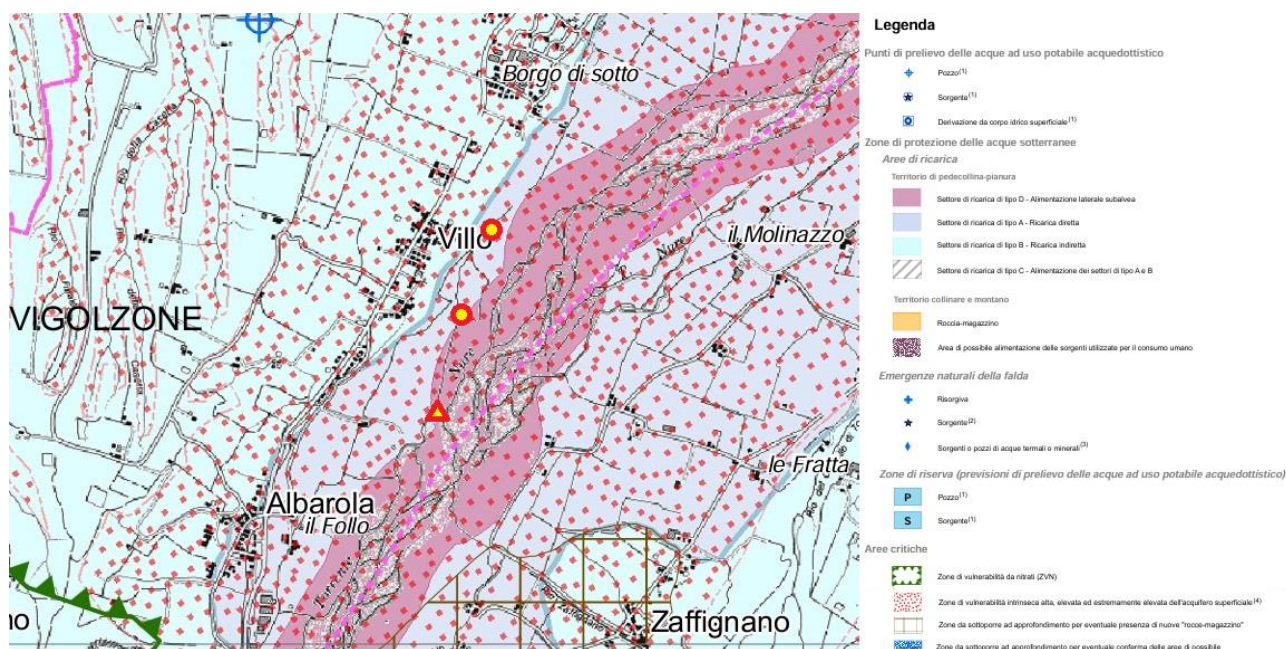 Borgo di sotto
Villo
il Molinazzo
Nure
VIGOLZONE
Nure
le Fratta
Albarola
il Follo
Torrente
Zaffignano
no
Legenda
Punti di prelievo delle acque ad uso potabile acquedottistico
Pozzo(1)
Sorgente(1)
Derivazione da corpo idrico superficiale(1)
Zone di protezione delle acque sotterranee
Aree di ricarica
Territorio di pedecollina-pianura
Settore di ricarica di tipo D - Alimentazione laterale subalvea
Settore di ricarica di tipo A - Ricarica diretta
Settore di ricarica di tipo B - Ricarica indiretta
Settore di ricarica di tipo C - Alimentazione dei settori di tipo A e B
Territorio collinare e montano
Roccia-magazzino
Area di possibile alimentazione delle sorgenti utilizzate per il consumo umano
Emergenze naturali della falda
Risorgiva
Sorgente(2)
Sorgenti o pozzi di acque termali o minerali(3)
Zone di riserva (previsioni di prelievo delle acque ad uso potabile acquedottistico)
P Pozzo(1)
S Sorgente(1)
Aree critiche
Zone di vulnerabilità da nitrati (ZVN)
Zone di vulnerabilità intrinseca alta, elevata ed estremamente elevata dell'acquifero superficiale(4)
Zone da sottoporre ad approfondimento per eventuale presenza di nuove "rocce-magazzino"
Zone da sottoporre ad approfondimento per eventuale conferma delle aree di possibile